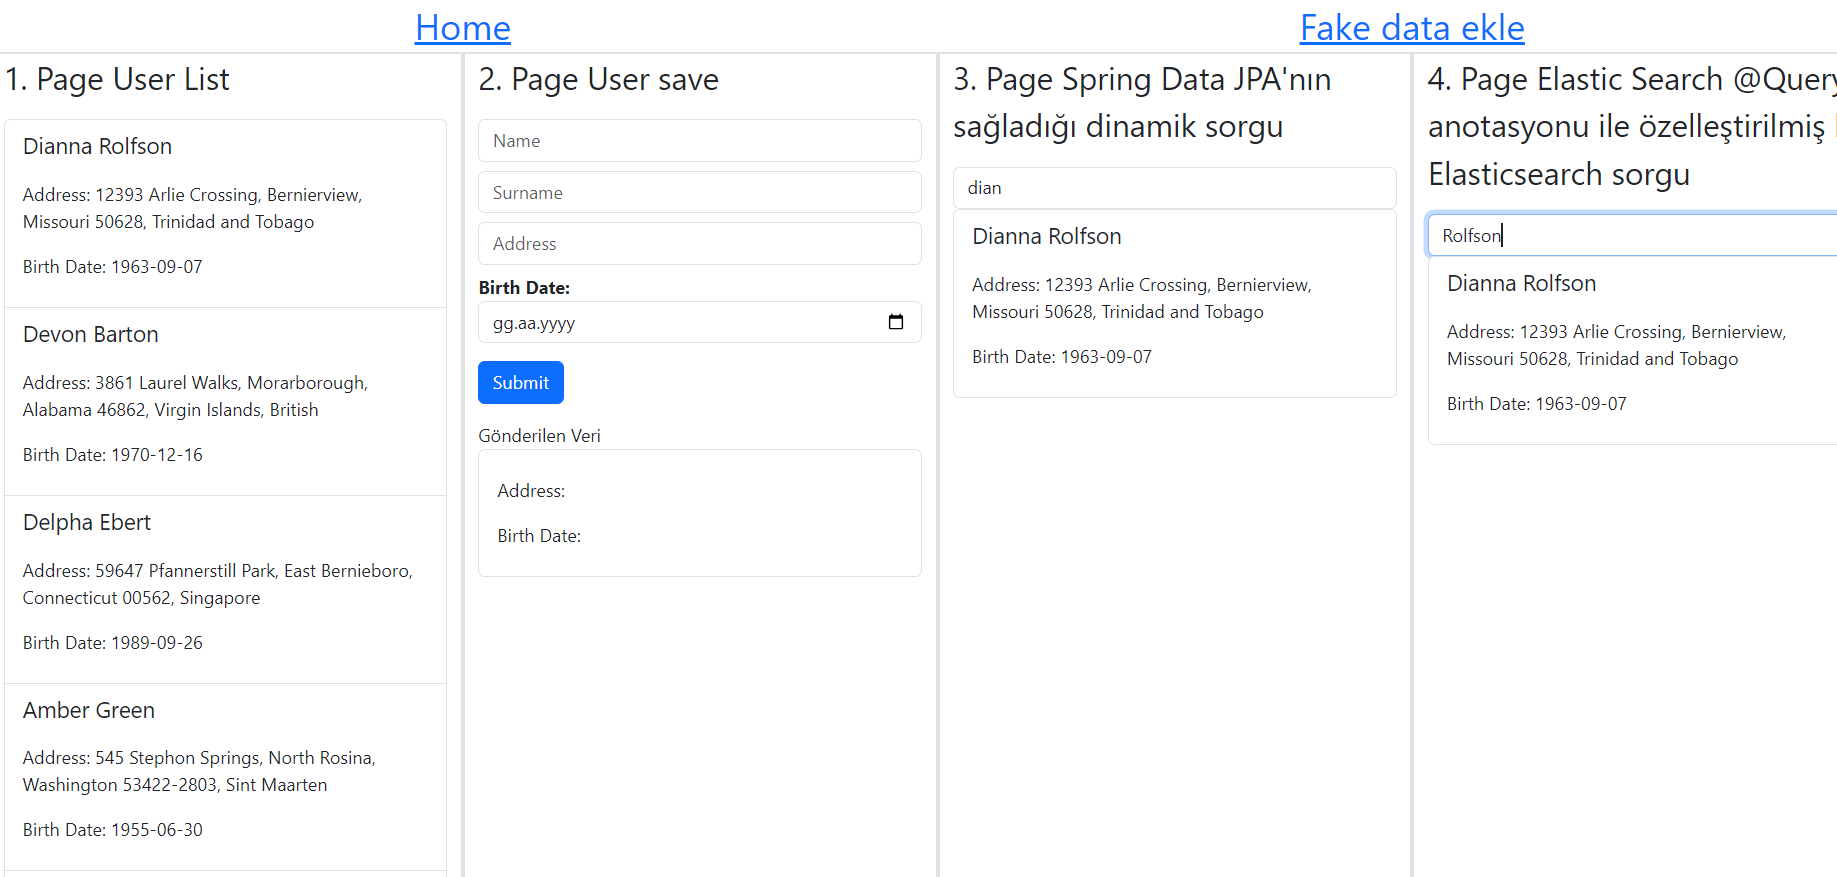 Home
Fake data ekle
1. Page User List
Dianna Rolfson
Address: 12393 Arlie Crossing, Bernierview,
Missouri 50628, Trinidad and Tobago
Birth Date: 1963-09-07
Devon Barton
Address: 3861 Laurel Walks, Morarborough,
Alabama 46862, Virgin Islands, British
Birth Date: 1970-12-16
Delpha Ebert
Address: 59647 Pfannerstill Park, East Bernieboro,
Connecticut 00562, Singapore
Birth Date: 1989-09-26
Amber Green
Address: 545 Stephon Springs, North Rosina,
Washington 53422-2803, Sint Maarten
Birth Date: 1955-06-30
2. Page User save
Name
Surname
Address
Birth Date:
gg.aa.yyyy
Submit
Gönderilen Veri
Address:
Birth Date:
3. Page Spring Data JPA'nın
sağladığı dinamik sorgu
dian
Dianna Rolfson
Address: 12393 Arlie Crossing, Bernierview,
Missouri 50628, Trinidad and Tobago
Birth Date: 1963-09-07
4. Page Elastic Search @Query
anotasyonu ile özelleştirilmiş
Elasticsearch sorgu
Rolfson
Dianna Rolfson
Address: 12393 Arlie Crossing, Bernierview,
Missouri 50628, Trinidad and Tobago
Birth Date: 1963-09-07